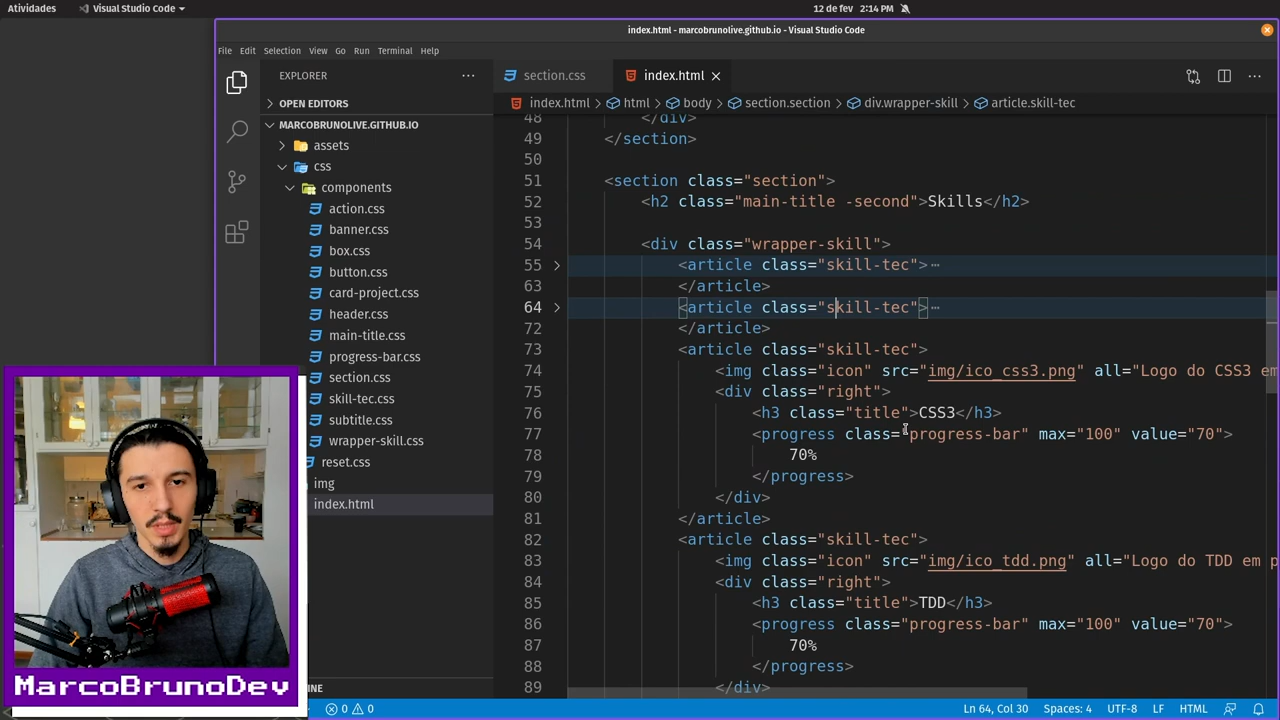 Atividades
Visual Studio Code
12 de fev 2:14 PM
index.html - marcobrunolive.github.io - Visual Studio Code
File Edit Selection View Go Run Terminal Help
EXPLORER
OPEN EDITORS
MARCOBRUNOLIVE.GITHUB.IO
assets
css
components
action.css
banner.css
box.css
button.css
card-project.css
header.css
main-title.css
progress-bar.css
section.css
skill-tec.css
subtitle.css
wrapper-skill.css
reset.css
img
index.html
INE
section.css
index.html
index.html > html > body > section.section > div.wrapper-skill > article.skill-tec
48 </div>
49 </section>
50
51 <section class="section">
52 <h2 class="main-title -second">Skills</h2>
53
54 <div class="wrapper-skill">
55 <article class="skill-tec">⋯
63 </article>
64 <article class="skill-tec">⋯
72 </article>
73 <article class="skill-tec">
74 <img class="icon" src="img/ico_css3.png" all="Logo do CSS3 em
75 <div class="right">
76 <h3 class="title">CSS3</h3>
77 <progress class="progress-bar" max="100" value="70">
78 70%
79 </progress>
80 </div>
81 </article>
82 <article class="skill-tec">
83 <img class="icon" src="img/ico_tdd.png" all="Logo do TDD em p
84 <div class="right">
85 <h3 class="title">TDD</h3>
86 <progress class="progress-bar" max="100" value="70">
87 70%
88 </progress>
89 </div>
MarcoBrunoDev
0 0
Ln 64, Col 30 Spaces: 4 UTF-8 LF HTML